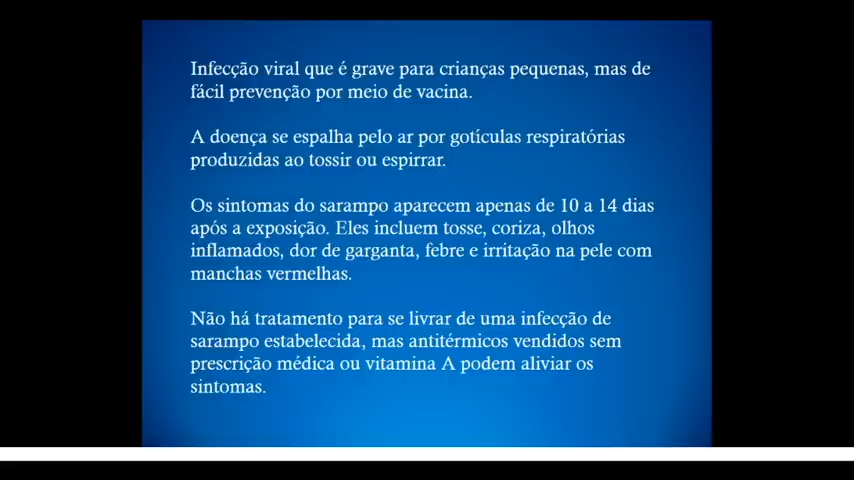 Infecção viral que é grave para crianças pequenas, mas de
fácil prevenção por meio de vacina.
A doença se espalha pelo ar por gotículas respiratórias
produzidas ao tossir ou espirrar.
Os sintomas do sarampo aparecem apenas de 10 a 14 dias
após a exposição. Eles incluem tosse, coriza, olhos
inflamados, dor de garganta, febre e irritação na pele com
manchas vermelhas.
Não há tratamento para se livrar de uma infecção de
sarampo estabelecida, mas antitérmicos vendidos sem
prescrição médica ou vitamina A podem aliviar os
sintomas.